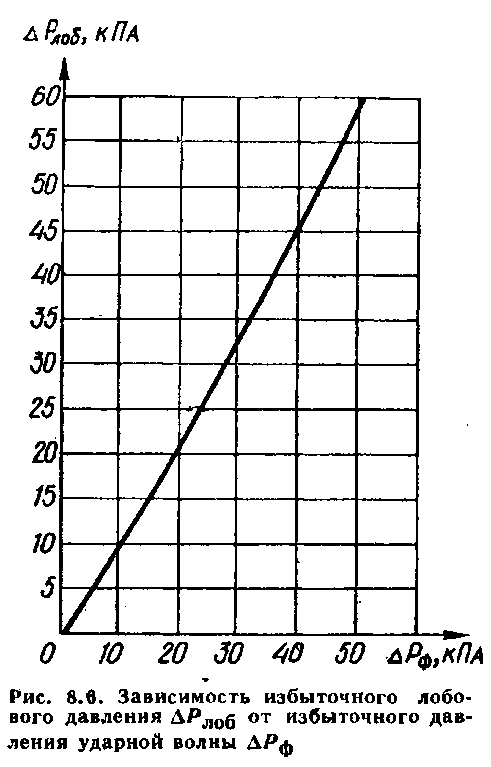 ΔPлоб, кПА
60
55
50
45
40
35
30
25
20
15
10
5
0 10 20 30 40 50 ΔPф, кПА
Рис. 8.6. Зависимость избыточного лобо-
вого давления ΔPлоб от избыточного дав-
ления ударной волны ΔPф